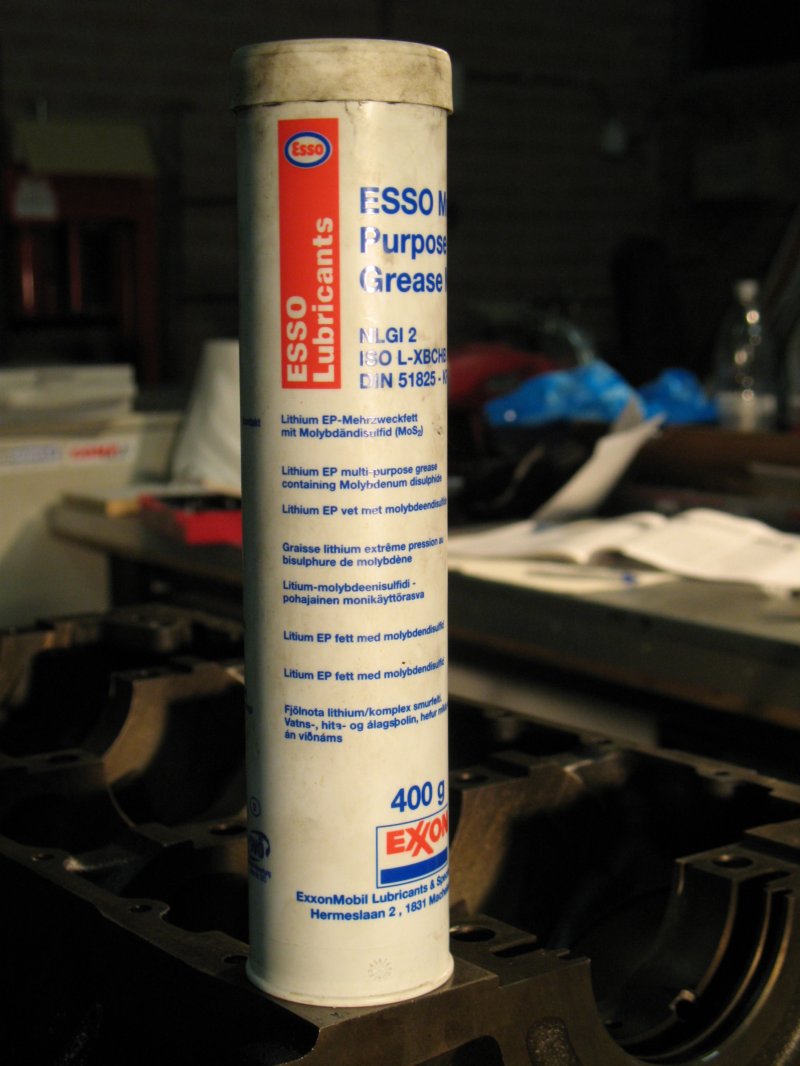 Esso
ESSO
Lubricants
ESSO
Purpose
Grease
NLGI 2
ISO L-XBCHB
DIN 51825 - K
Lithium EP-Mehrzweckfett
mit Molybdändisulfid (MoS₂)
Lithium EP multi-purpose grease
containing Molybdenum disulphide
Lithium EP vet met molybdeendisulfide
Graisse lithium extrême pression au
bisulphure de molybdène
Litium-molybdeenisulfidi -
pohajainen monikäyttörasva
Litium EP fett med molybdendisulfid
Litium EP fett med molybdendisulfid
Fjölnota lithium/komplex smurfeiti.
Vatns-, hita- og álagsþolin, hefur
án viðnáms
400 g
EXXON
ExxonMobil Lubricants &
Hermeslaan 2 , 1831